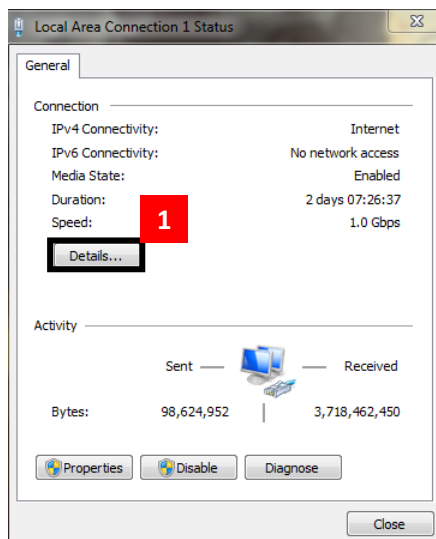 Local Area Connection 1 Status
General
Connection
IPv4 Connectivity: Internet
IPv6 Connectivity: No network access
Media State: Enabled
Duration: 2 days 07:26:37
Speed: 1.0 Gbps
1
Details...
Activity
Sent Received
Bytes: 98,624,952 3,718,462,450
Properties Disable Diagnose
Close